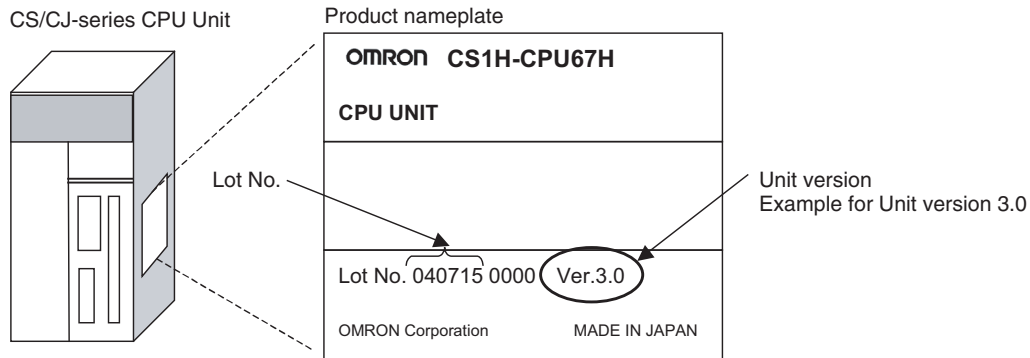 CS/CJ-series CPU Unit
Product nameplate
OMRON CS1H-CPU67H
CPU UNIT
Lot No.
Unit version
Example for Unit version 3.0
Lot No. 040715 0000 Ver.3.0
OMRON Corporation MADE IN JAPAN